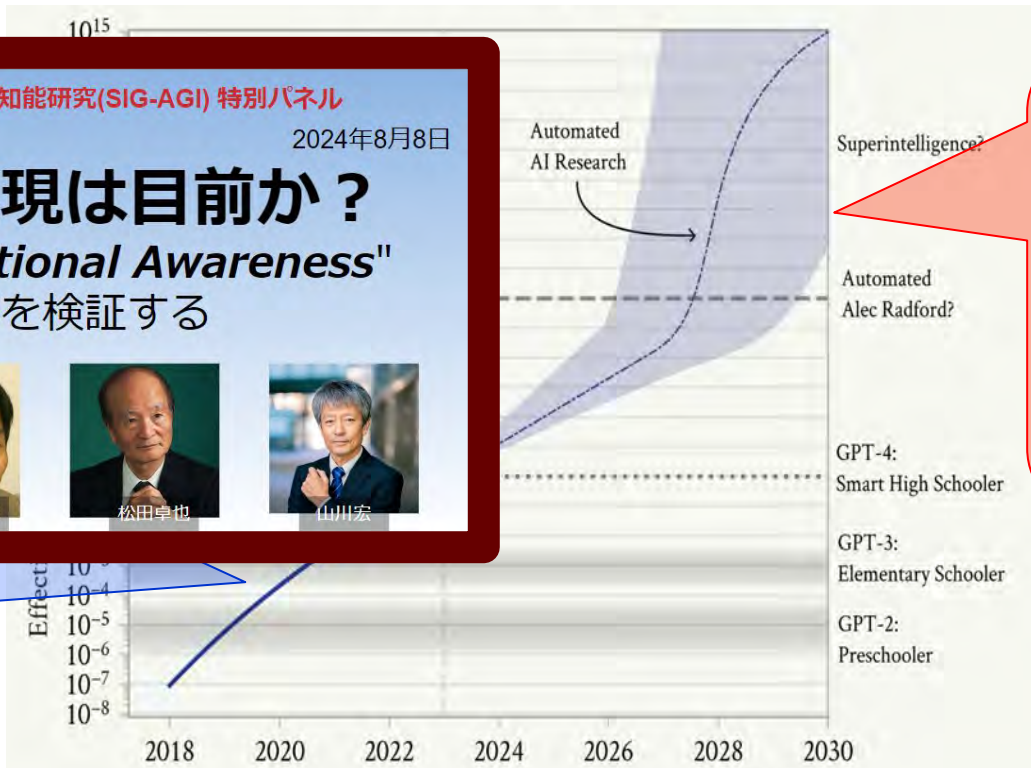 10¹⁵
知能研究(SIG-AGI) 特別パネル
2024年8月8日
現は目前か？
tional Awareness"
を検証する
松田卓也
山川宏
Automated
AI Research
Superintelligence?
Automated
Alec Radford?
GPT-4:
Smart High Schooler
GPT-3:
Elementary Schooler
GPT-2:
Preschooler
Effecti
10⁻⁴
10⁻⁵
10⁻⁶
10⁻⁷
10⁻⁸
2018 2020 2022 2024 2026 2028 2030